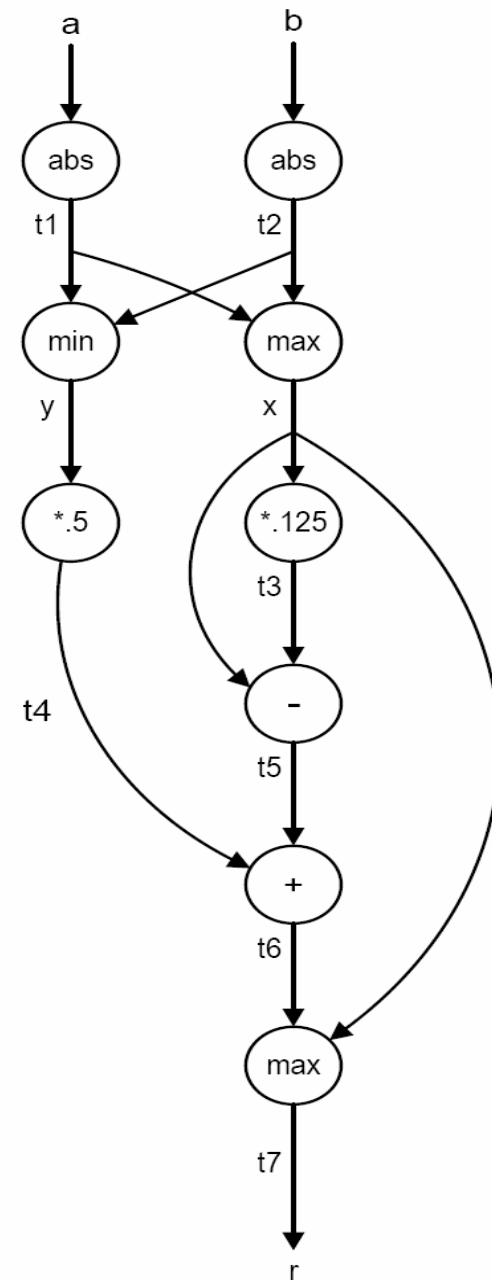 a b
abs abs
t1 t2
min max
y x
*.5 *.125
t3
-
t4
t5
+
t6
max
t7
r